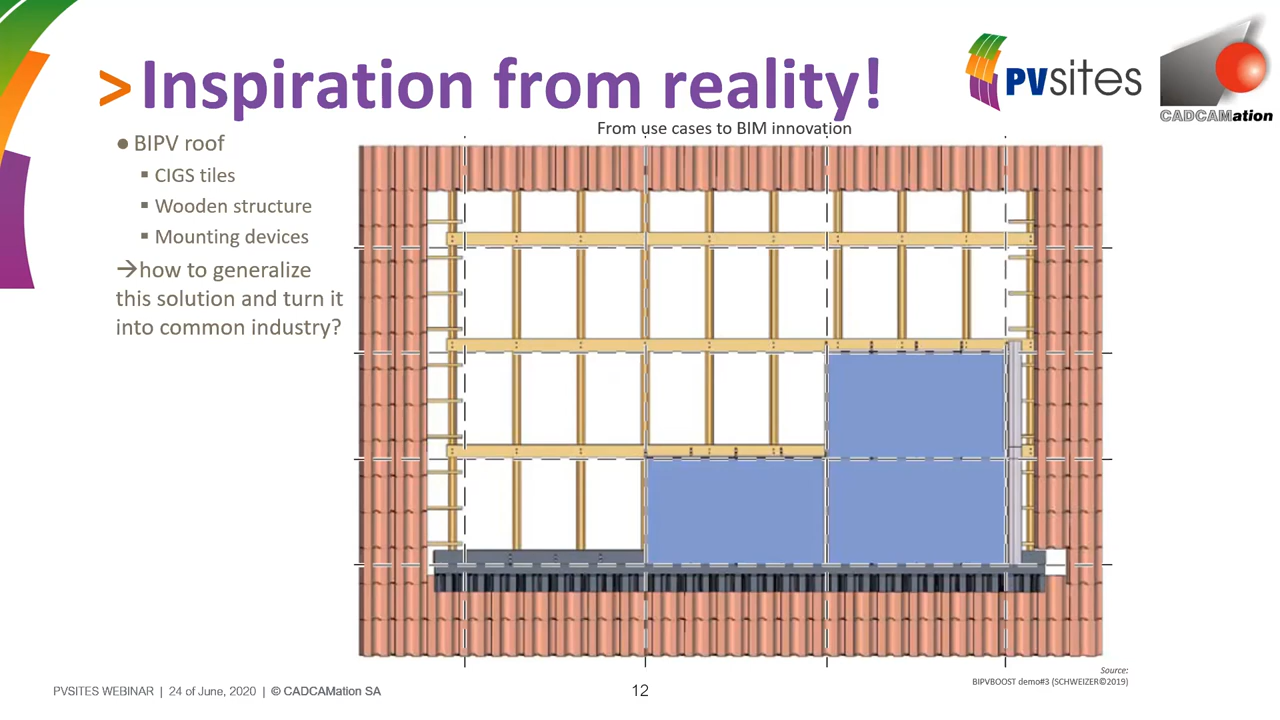 > Inspiration from reality!
PVsites
CADCAMation
From use cases to BIM innovation
● BIPV roof
▪ CIGS tiles
▪ Wooden structure
▪ Mounting devices
→how to generalize
this solution and turn it
into common industry?
Source:
BIPVBOOST demo#3 (SCHWEIZER©2019)
PVSITES WEBINAR | 24 of June, 2020 | © CADCAMation SA
12